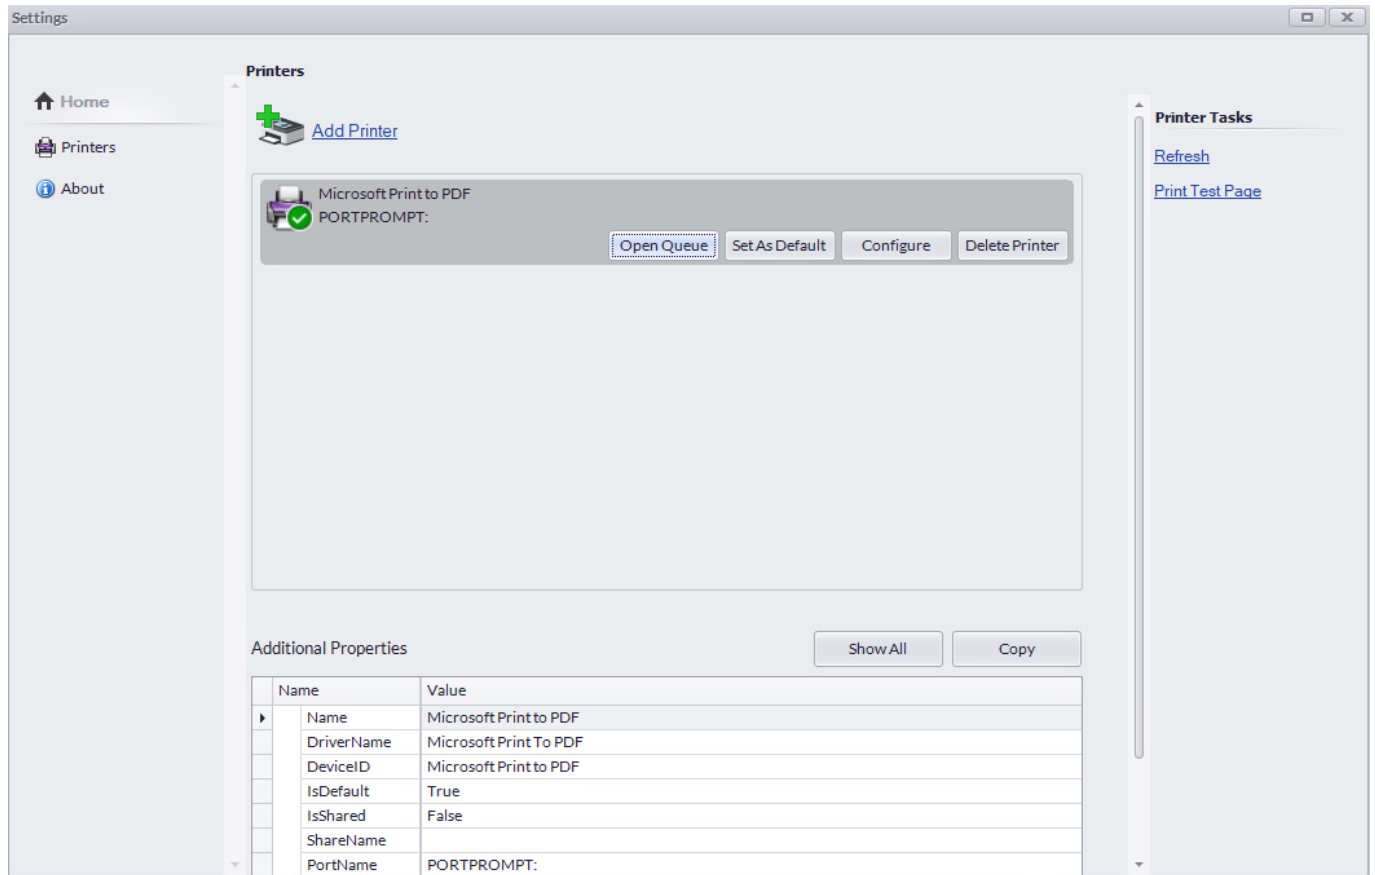 Settings
Home
Printers
About
Printers
Add Printer
Microsoft Print to PDF
PORTPROMPT:
Open Queue Set As Default Configure Delete Printer
Additional Properties Show All Copy
Name Value
Name Microsoft Print to PDF
DriverName Microsoft Print To PDF
DeviceID Microsoft Print to PDF
IsDefault True
IsShared False
ShareName
PortName PORTPROMPT:
Printer Tasks
Refresh
Print Test Page